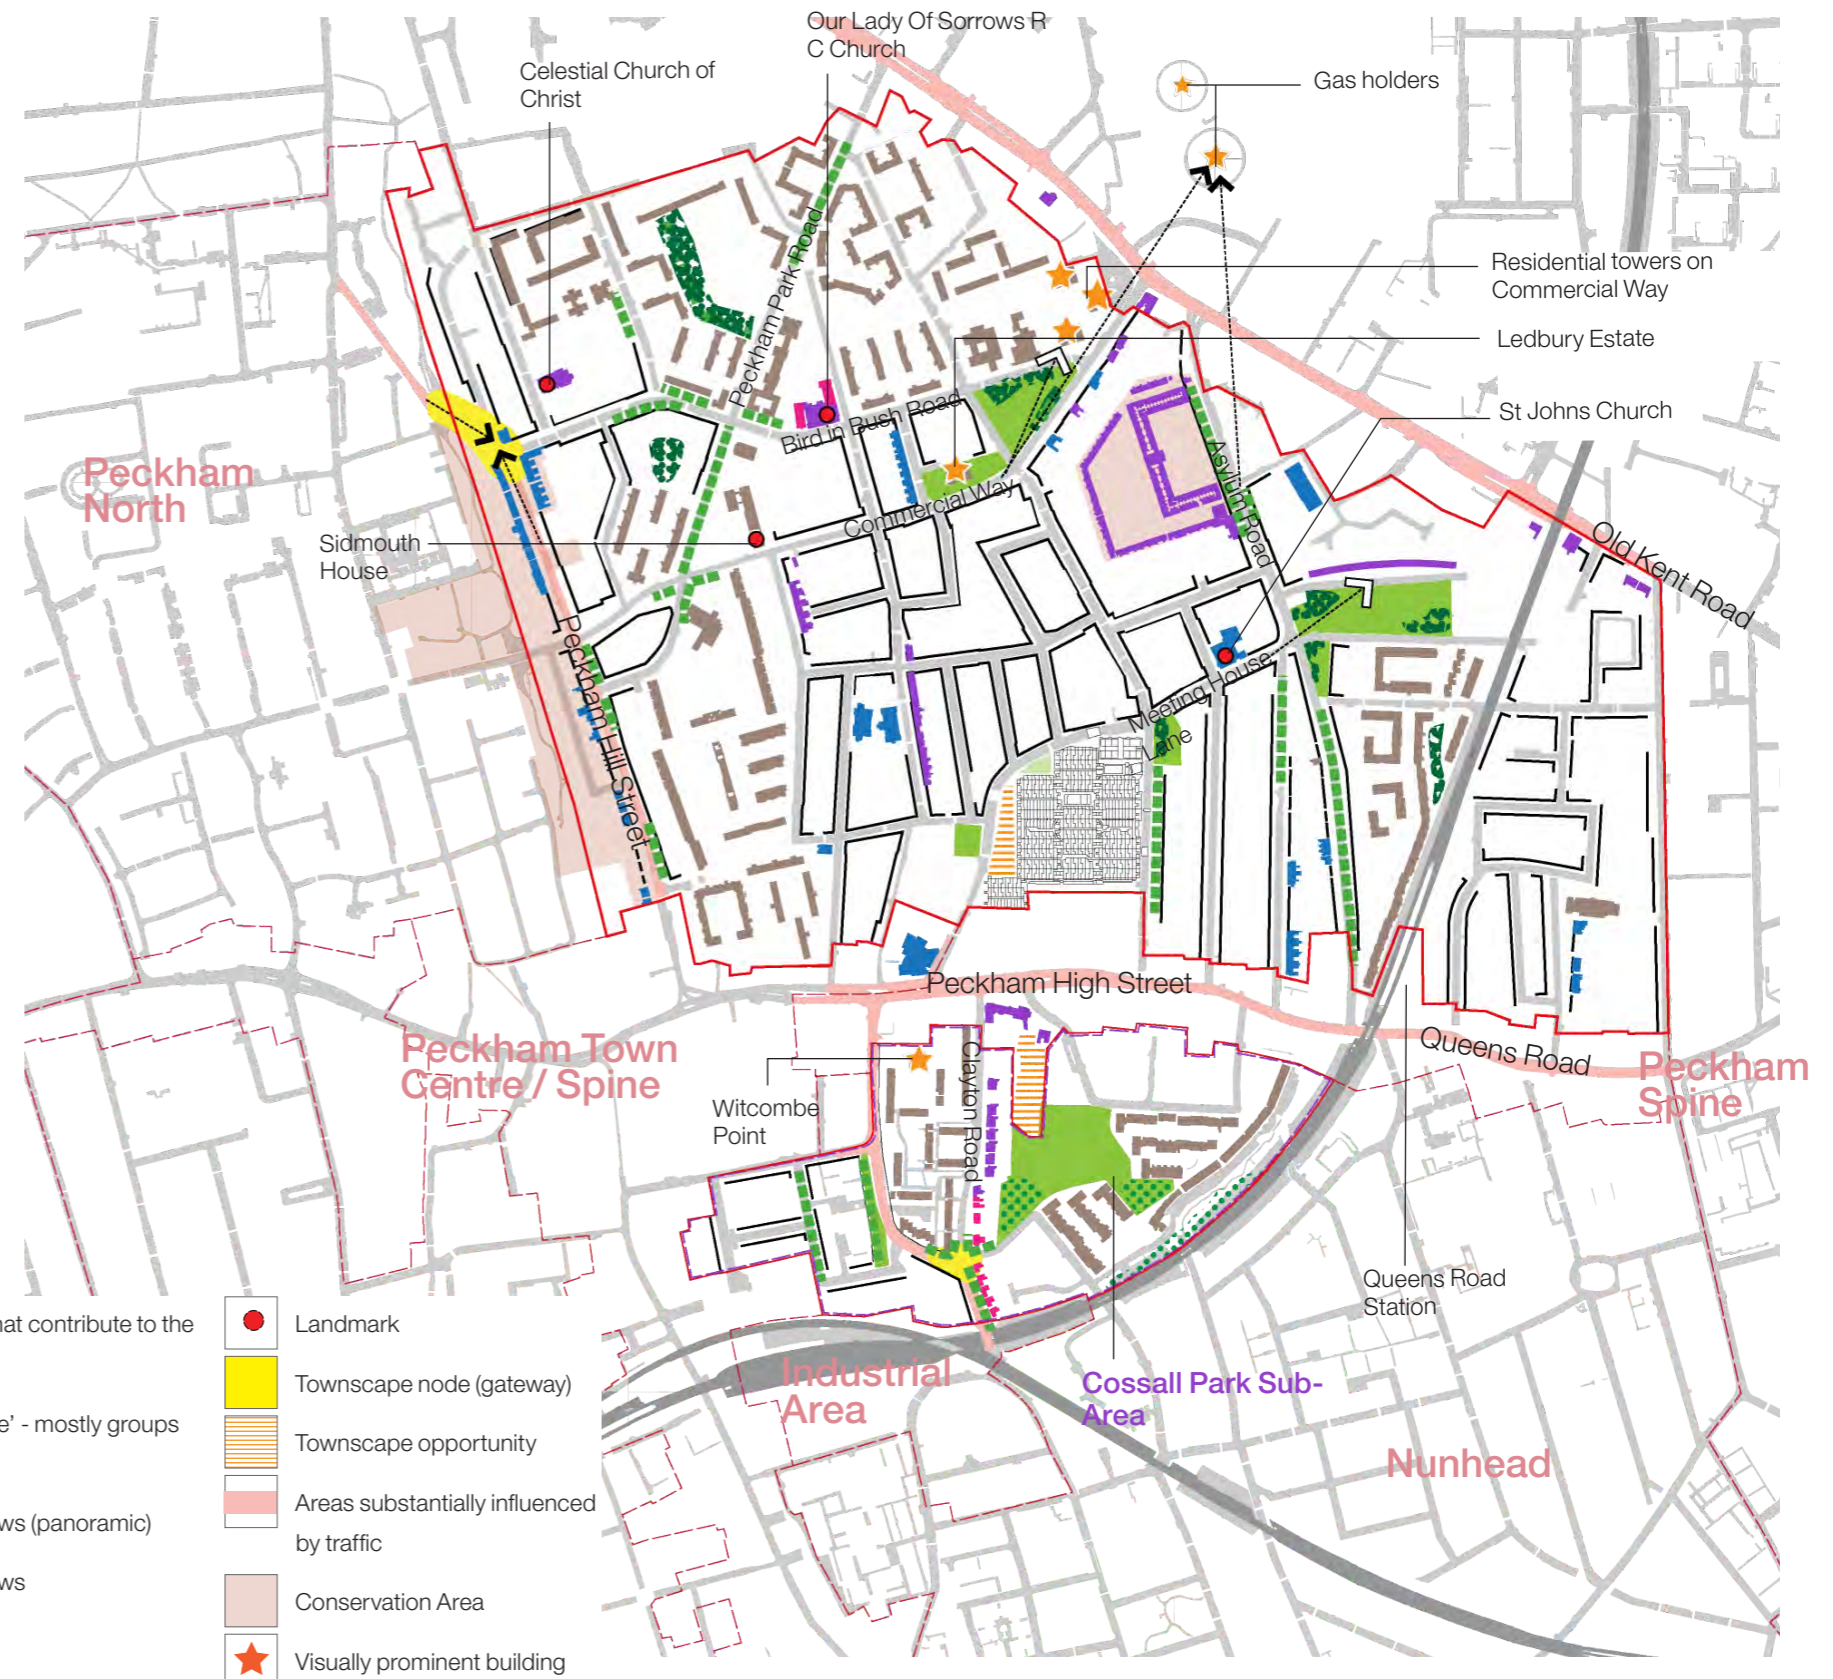 Our Lady Of Sorrows R
C Church
Celestial Church of
Christ
Gas holders
Residential towers on
Commercial Way
Ledbury Estate
St Johns Church
Peckham Park Road
Bird in Bush Road
Commercial Way
Asylum Road
Old Kent Road
Peckham
North
Sidmouth
House
Peckham Hill Street
Meeting House
Lane
Peckham High Street
Queens Road
Peckham
Spine
Peckham Town
Centre / Spine
Witcombe
Point
Clayton Road
Queens Road
Station
Industrial
Area
Cossall Park Sub-
Area
Nunhead
hat contribute to the
e' - mostly groups
ws (panoramic)
ws
Landmark
Townscape node (gateway)
Townscape opportunity
Areas substantially influenced
by traffic
Conservation Area
Visually prominent building